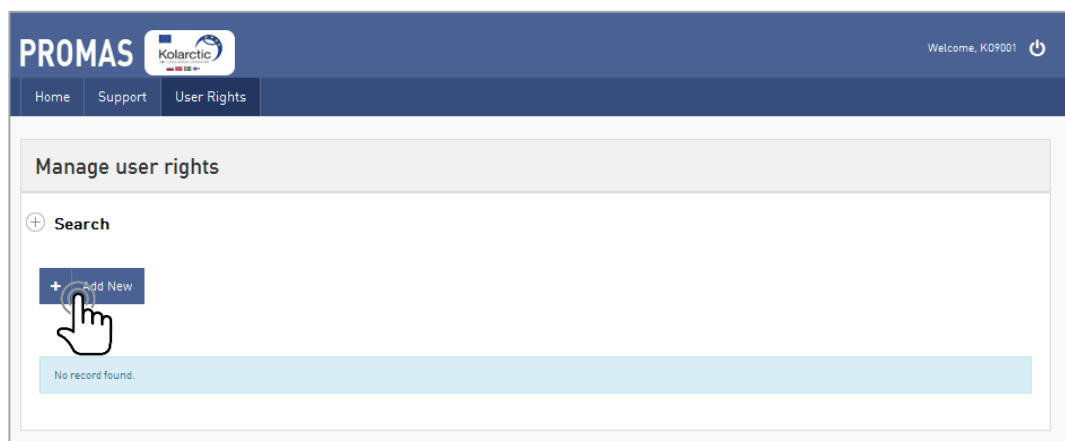 PROMAS
Kolarctic
Welcome, K09001
Home Support User Rights
Manage user rights
Search
Add New
No record found.